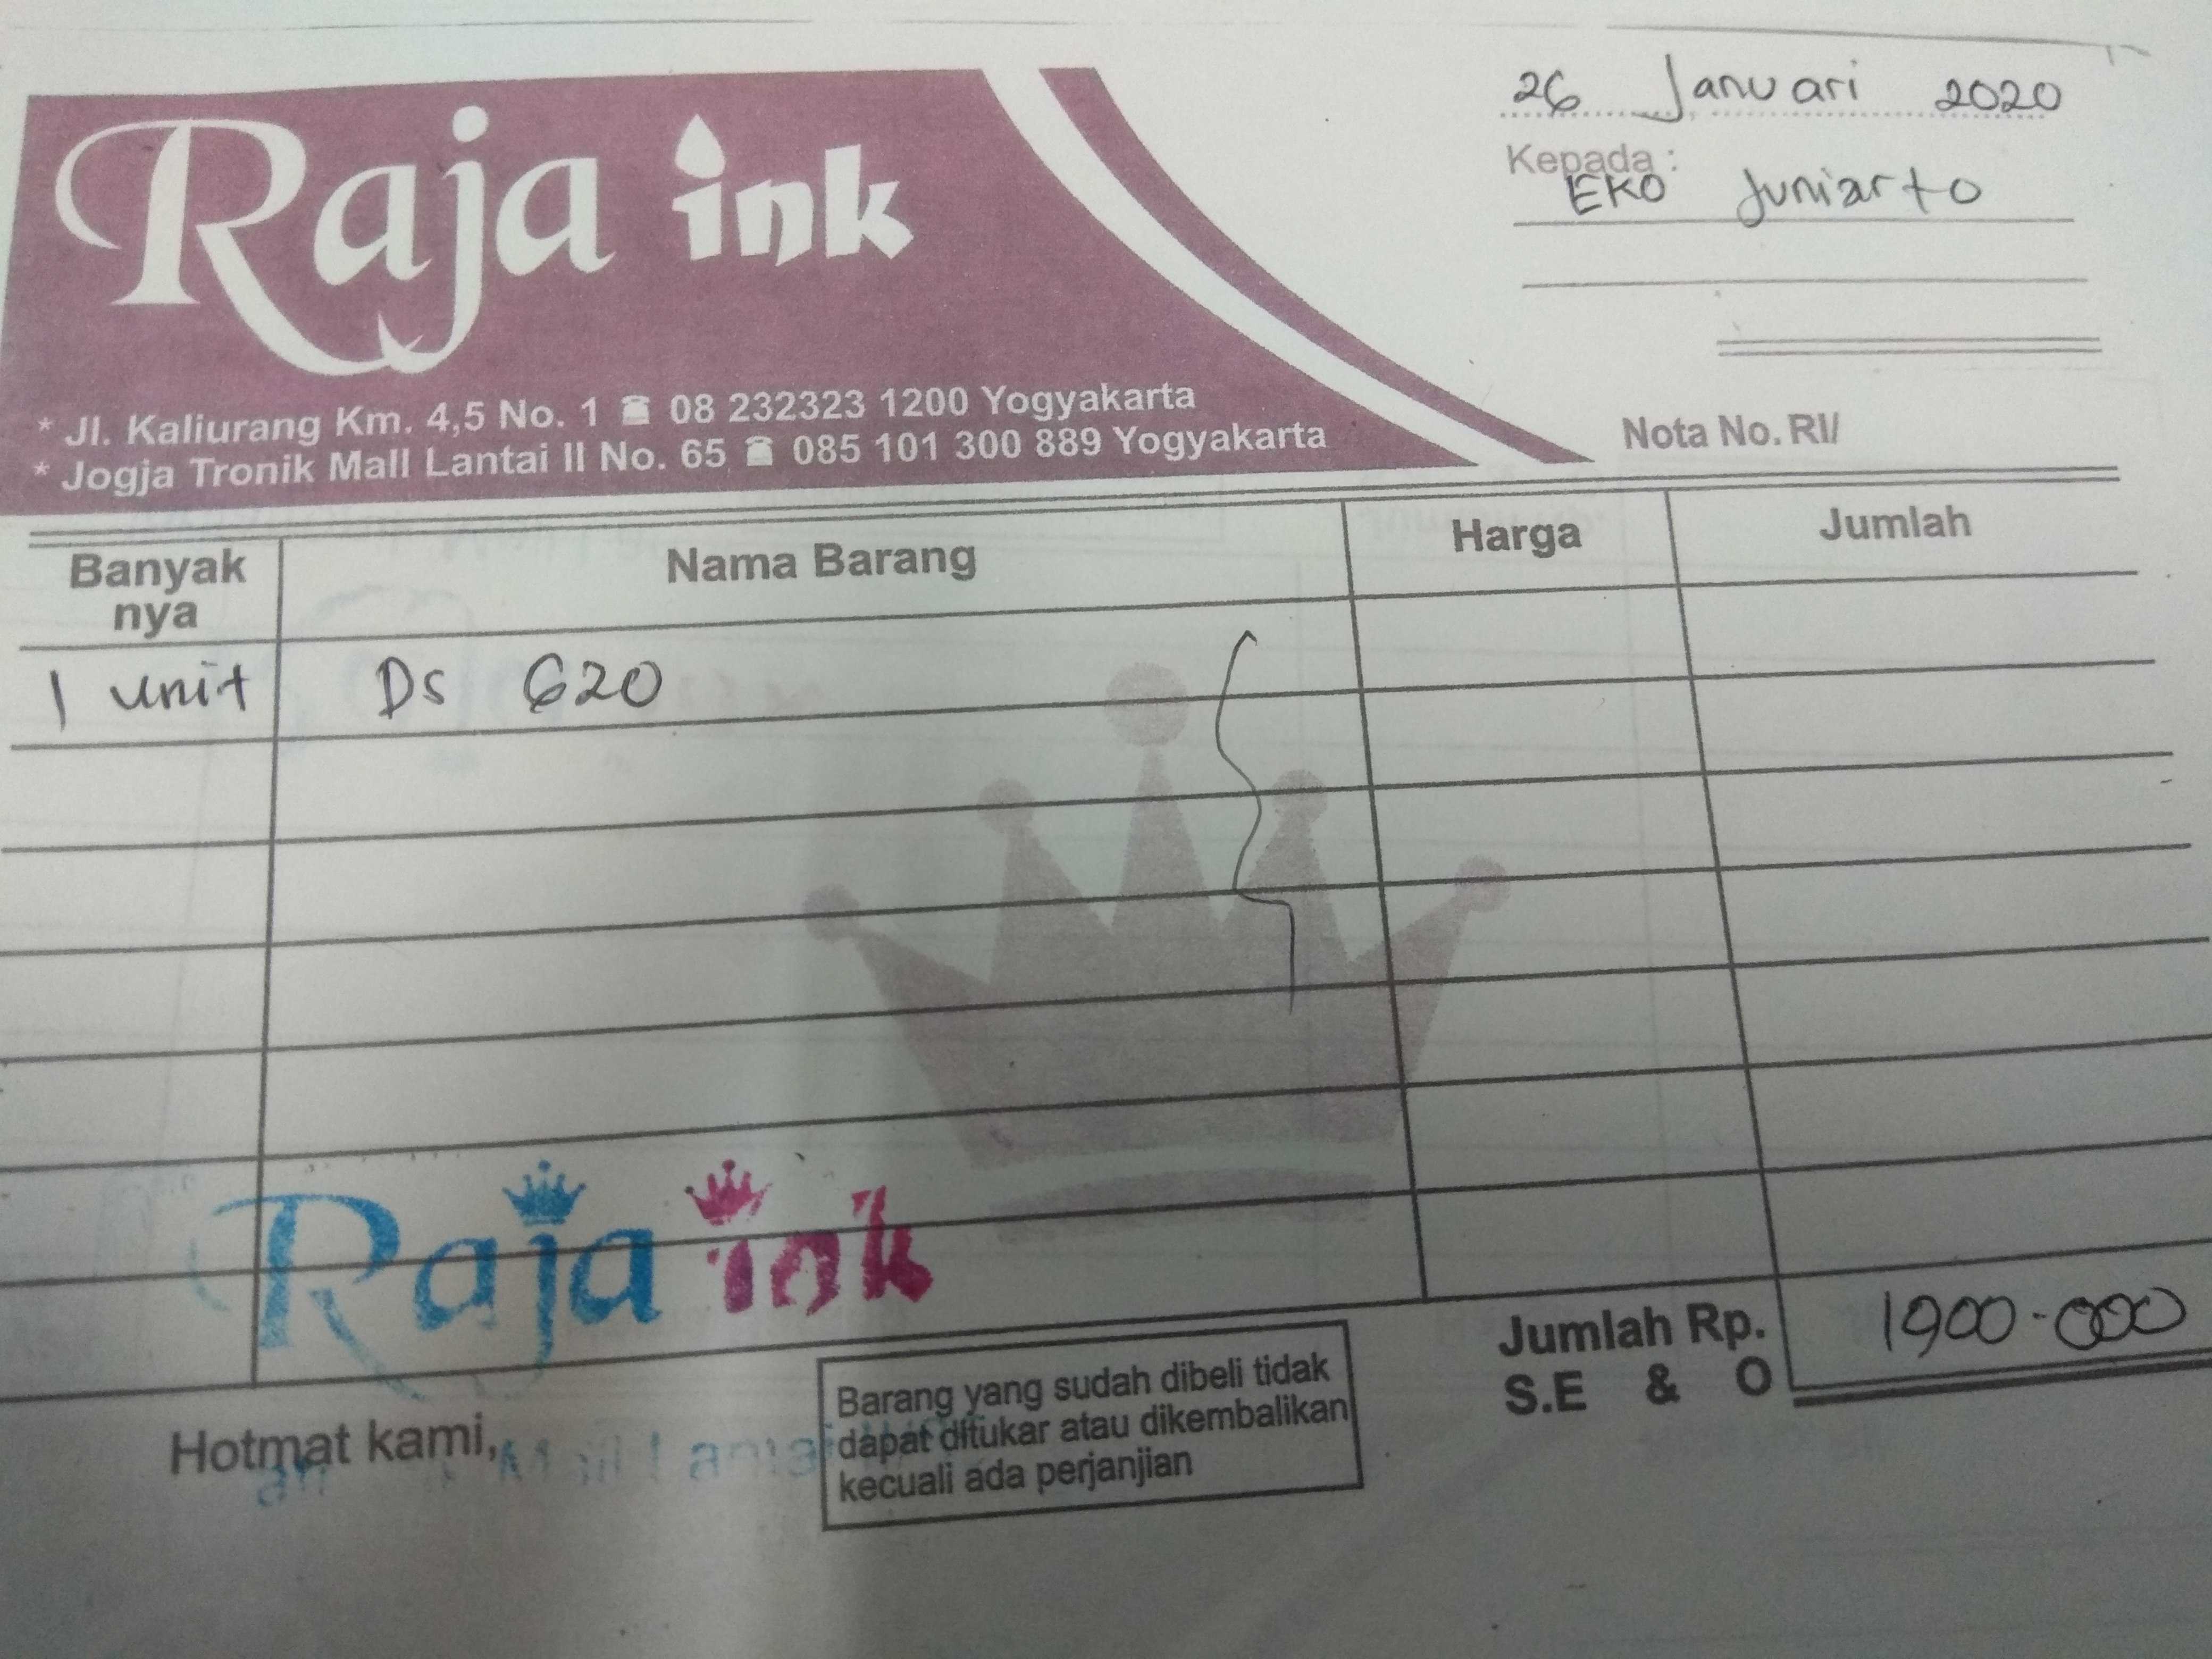 26 Januari 2020
Raja ink
Kepada :
EKO Juniarto
* Jl. Kaliurang Km. 4,5 No. 1 ☎ 08 232323 1200 Yogyakarta
* Jogja Tronik Mall Lantai II No. 65 ☎ 085 101 300 889 Yogyakarta
Nota No. RI/
Banyak nya Nama Barang Harga Jumlah
1 unit Ds 620
Raja ink
Jumlah Rp. 1900.000
S.E & O
Hotmat kami,
Barang yang sudah dibeli tidak
dapat ditukar atau dikembalikan
kecuali ada perjanjian